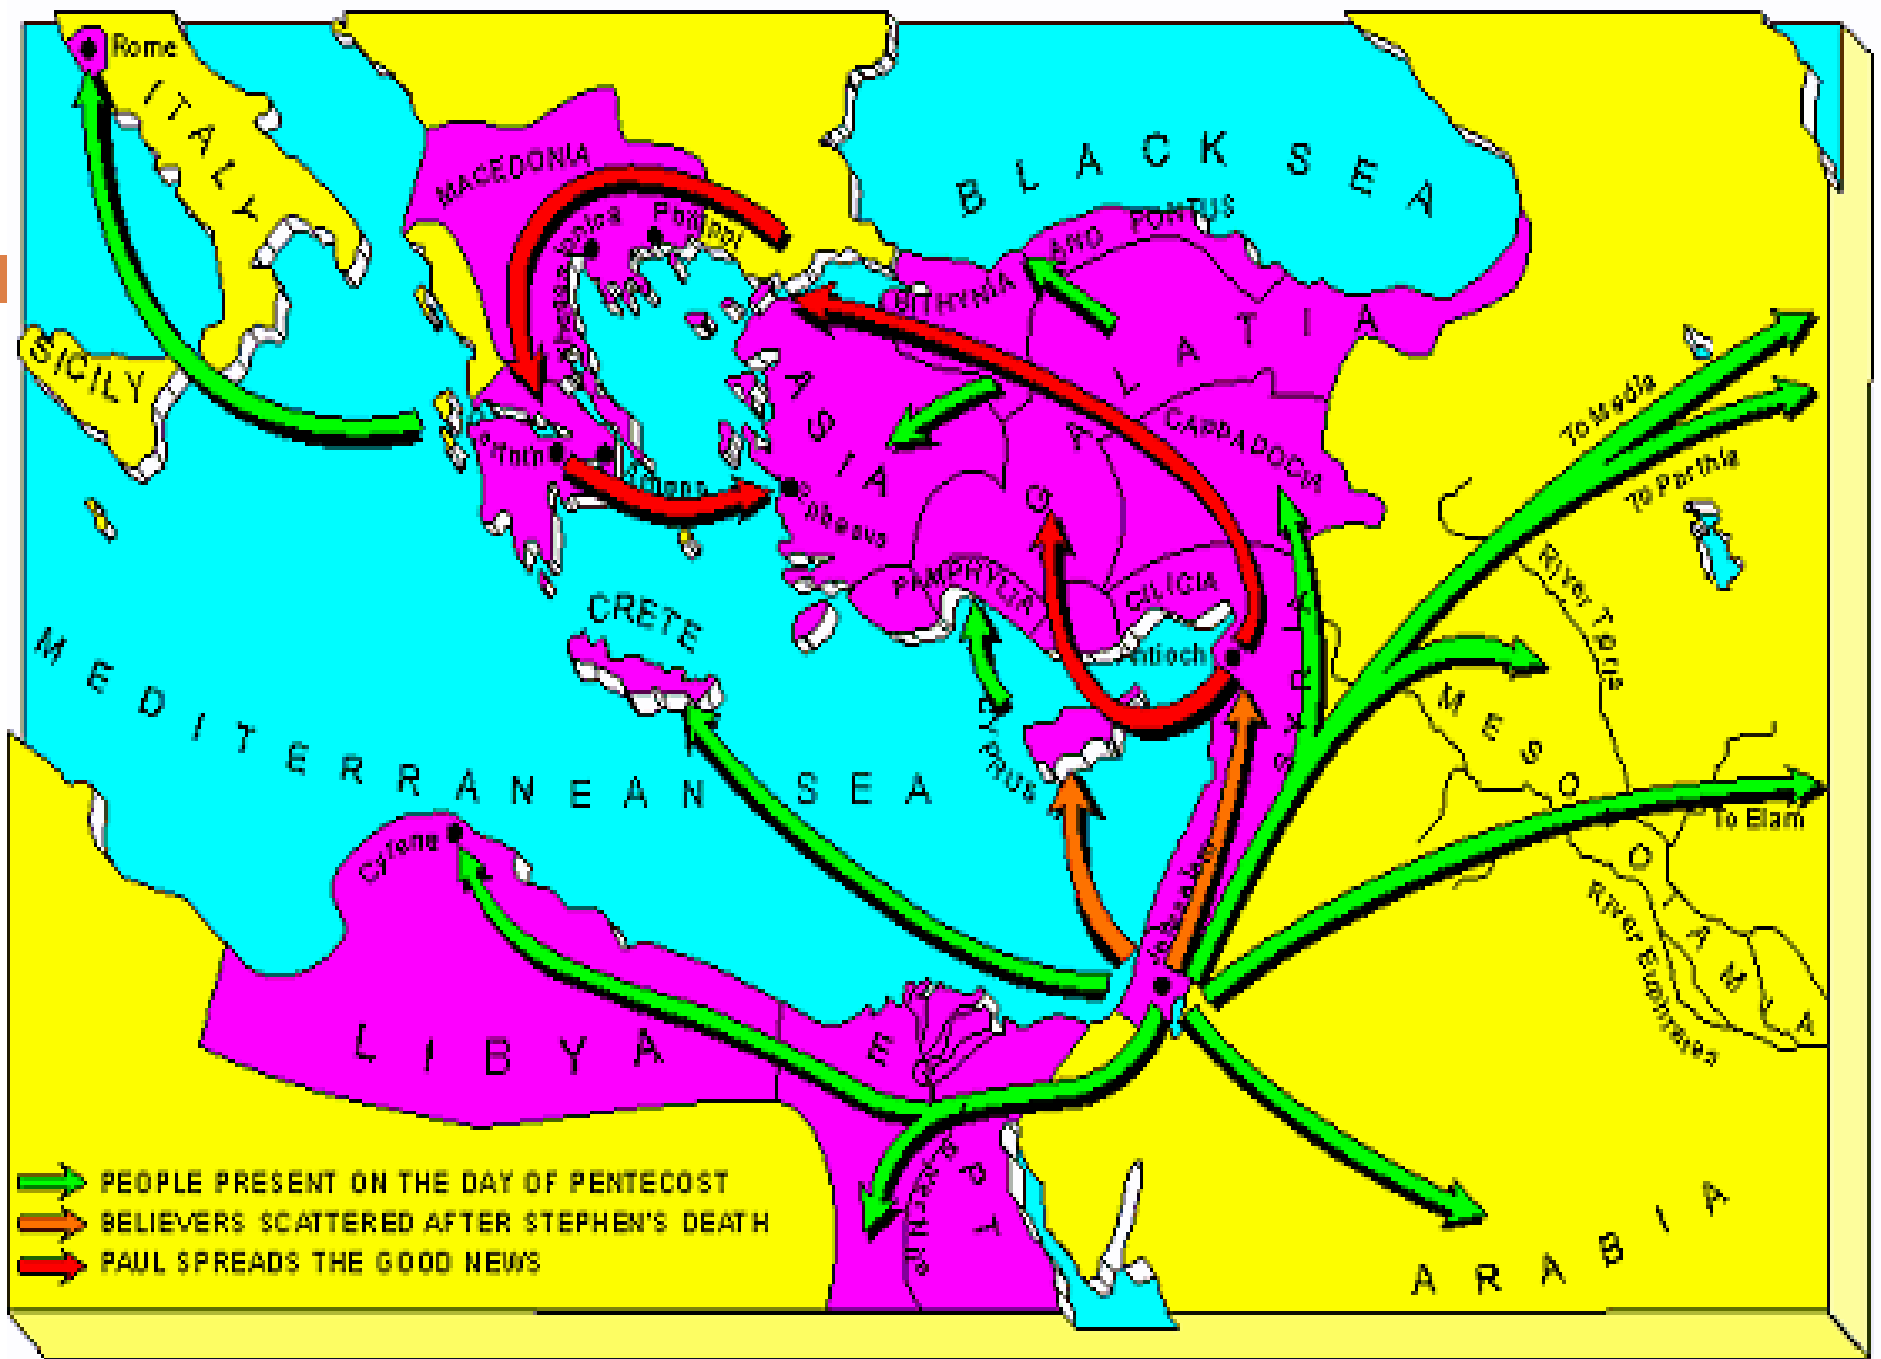 Rome
ITALY
SICILY
MACEDONIA
BLACK SEA
BITHYNIA
AND PONTUS
GALATIA
CAPPADOCIA
ASIA
PAMPHYLIA
CILICIA
Antioch
SYRIA
CRETE
CYPRUS
MEDITERRANEAN SEA
Cyrene
LIBYA
EGYPT
Jerusalem
To Media
To Parthia
River Tigris
MESOPOTAMIA
To Elam
River Euphrates
ARABIA
PEOPLE PRESENT ON THE DAY OF PENTECOST
BELIEVERS SCATTERED AFTER STEPHEN'S DEATH
PAUL SPREADS THE GOOD NEWS